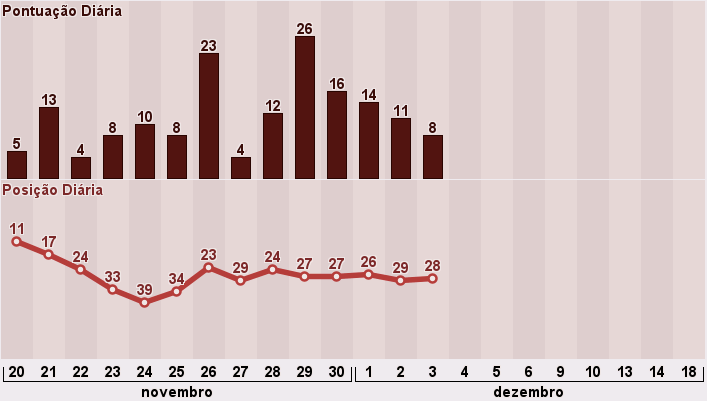 Pontuação Diária
5 13 4 8 10 8 23 4 12 26 16 14 11 8
Posição Diária
11 17 24 33 39 34 23 29 24 27 27 26 29 28
20 21 22 23 24 25 26 27 28 29 30 1 2 3 4 5 6 9 10 13 14 18
novembro dezembro